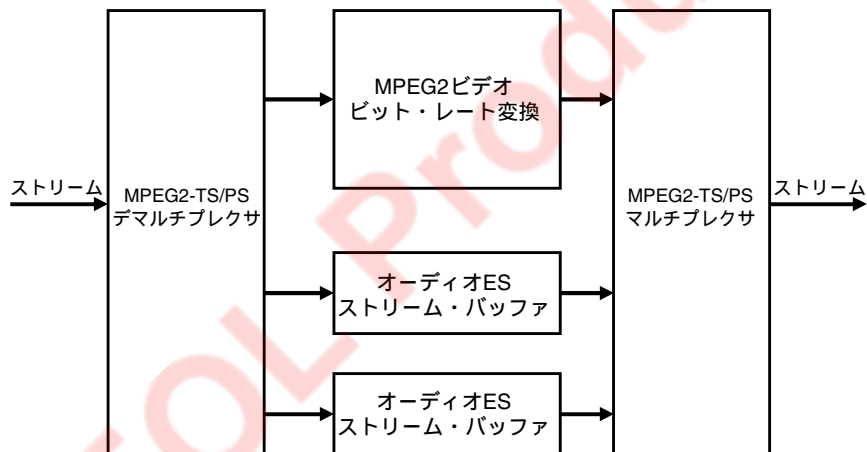 MPEG2ビデオ
ビット・レート変換
ストリーム
MPEG2-TS/PS
デマルチプレクサ
MPEG2-TS/PS
マルチプレクサ
ストリーム
オーディオES
ストリーム・バッファ
オーディオES
ストリーム・バッファ
EOL Produ